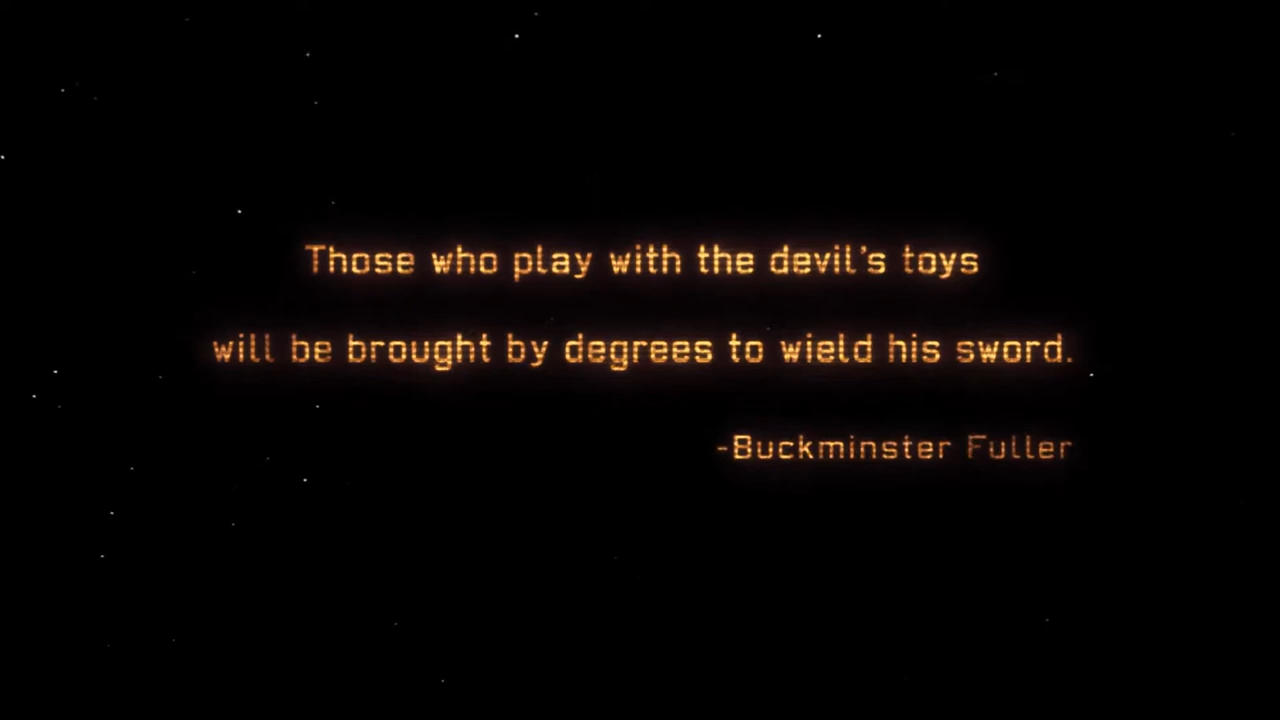 Those who play with the devil’s toys
will be brought by degrees to wield his sword.
-Buckminster Fuller